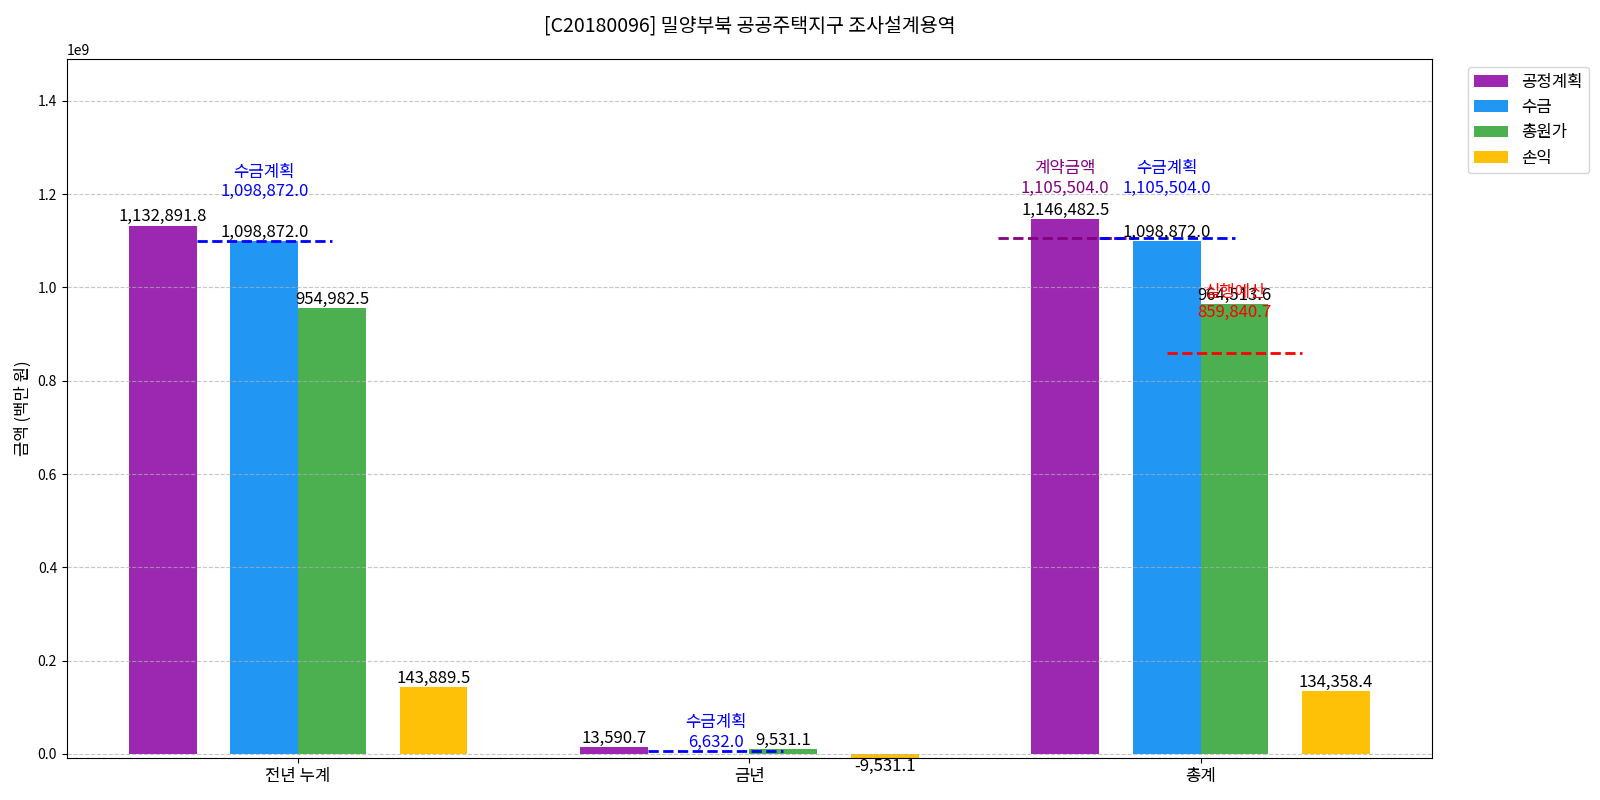 [C20180096] 밀양부북 공공주택지구 조사설계용역
1e9
금액 (백만 원)
1.4
1.2
1.0
0.8
0.6
0.4
0.2
0.0
수금계획
1,098,872.0
1,132,891.8
1,098,872.0
954,982.5
143,889.5
수금계획
13,590.7
6,632.0
9,531.1
-9,531.1
계약금액
1,105,504.0
수금계획
1,105,504.0
1,146,482.5
1,098,872.0
실행예산
964,513.6
859,840.7
134,358.4
전년 누계
금년
총계
공정계획
수금
총원가
손익